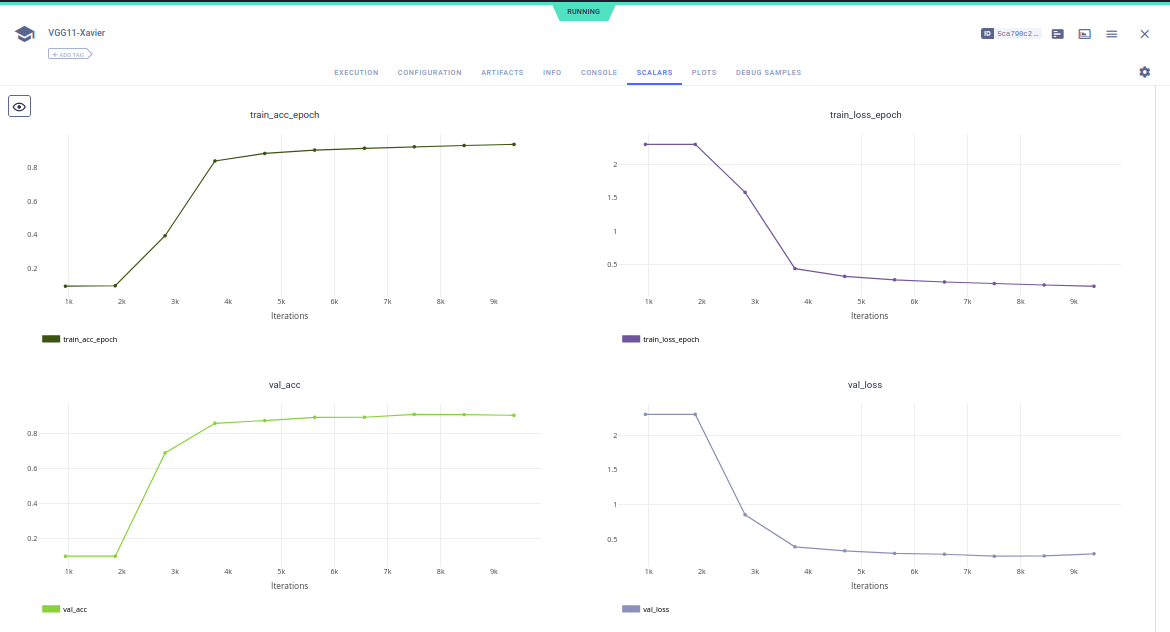 RUNNING
VGG11-Xavier
ID 5ca790c2...
+ ADD TAG
EXECUTION CONFIGURATION ARTIFACTS INFO CONSOLE SCALARS PLOTS DEBUG SAMPLES
train_acc_epoch
0.8
0.6
0.4
0.2
1k 2k 3k 4k 5k 6k 7k 8k 9k
Iterations
train_acc_epoch
train_loss_epoch
2
1.5
1
0.5
1k 2k 3k 4k 5k 6k 7k 8k 9k
Iterations
train_loss_epoch
val_acc
0.8
0.6
0.4
0.2
1k 2k 3k 4k 5k 6k 7k 8k 9k
Iterations
val_acc
val_loss
2
1.5
1
0.5
1k 2k 3k 4k 5k 6k 7k 8k 9k
Iterations
val_loss